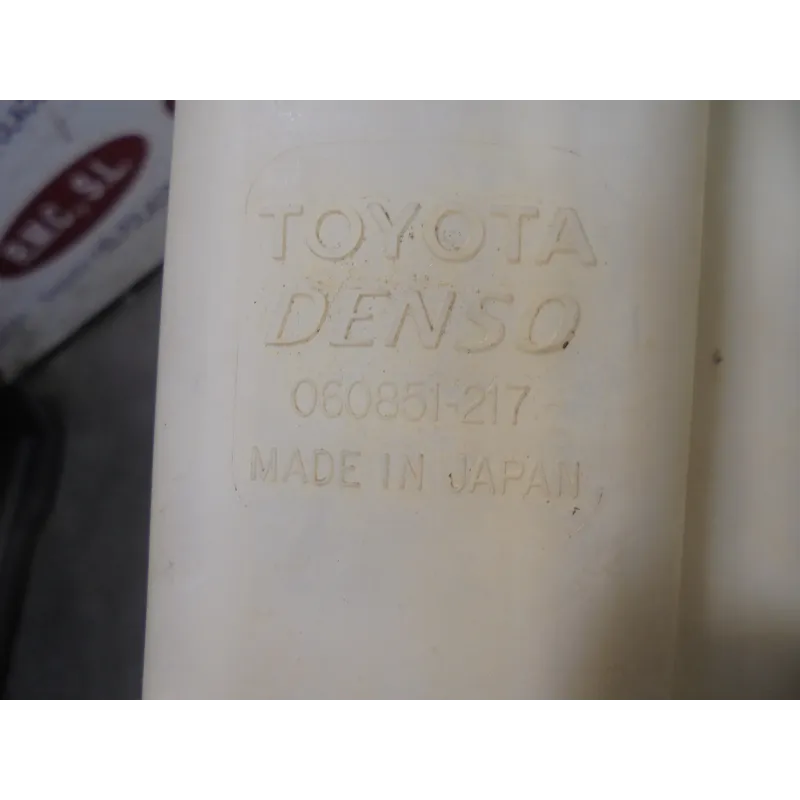 TOYOTA
DENSO
060851-217
MADE IN JAPAN